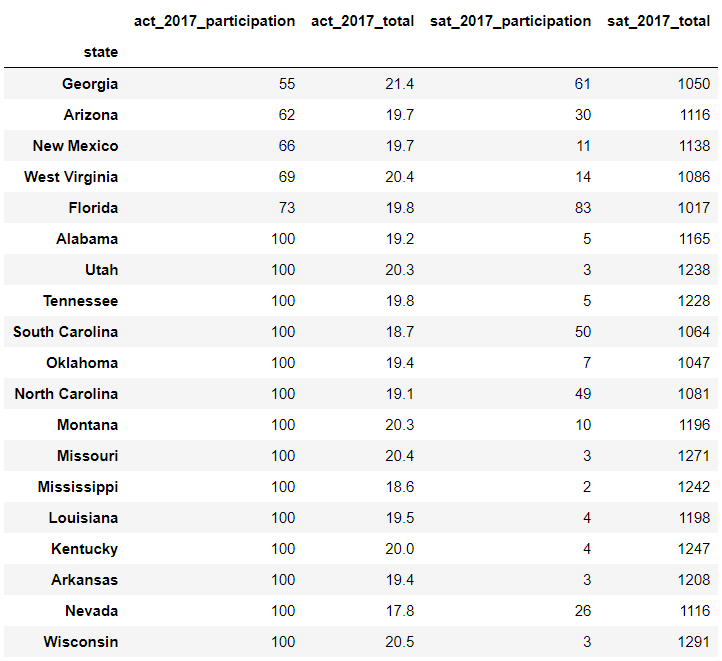 act_2017_participation act_2017_total sat_2017_participation sat_2017_total
state
Georgia 55 21.4 61 1050
Arizona 62 19.7 30 1116
New Mexico 66 19.7 11 1138
West Virginia 69 20.4 14 1086
Florida 73 19.8 83 1017
Alabama 100 19.2 5 1165
Utah 100 20.3 3 1238
Tennessee 100 19.8 5 1228
South Carolina 100 18.7 50 1064
Oklahoma 100 19.4 7 1047
North Carolina 100 19.1 49 1081
Montana 100 20.3 10 1196
Missouri 100 20.4 3 1271
Mississippi 100 18.6 2 1242
Louisiana 100 19.5 4 1198
Kentucky 100 20.0 4 1247
Arkansas 100 19.4 3 1208
Nevada 100 17.8 26 1116
Wisconsin 100 20.5 3 1291